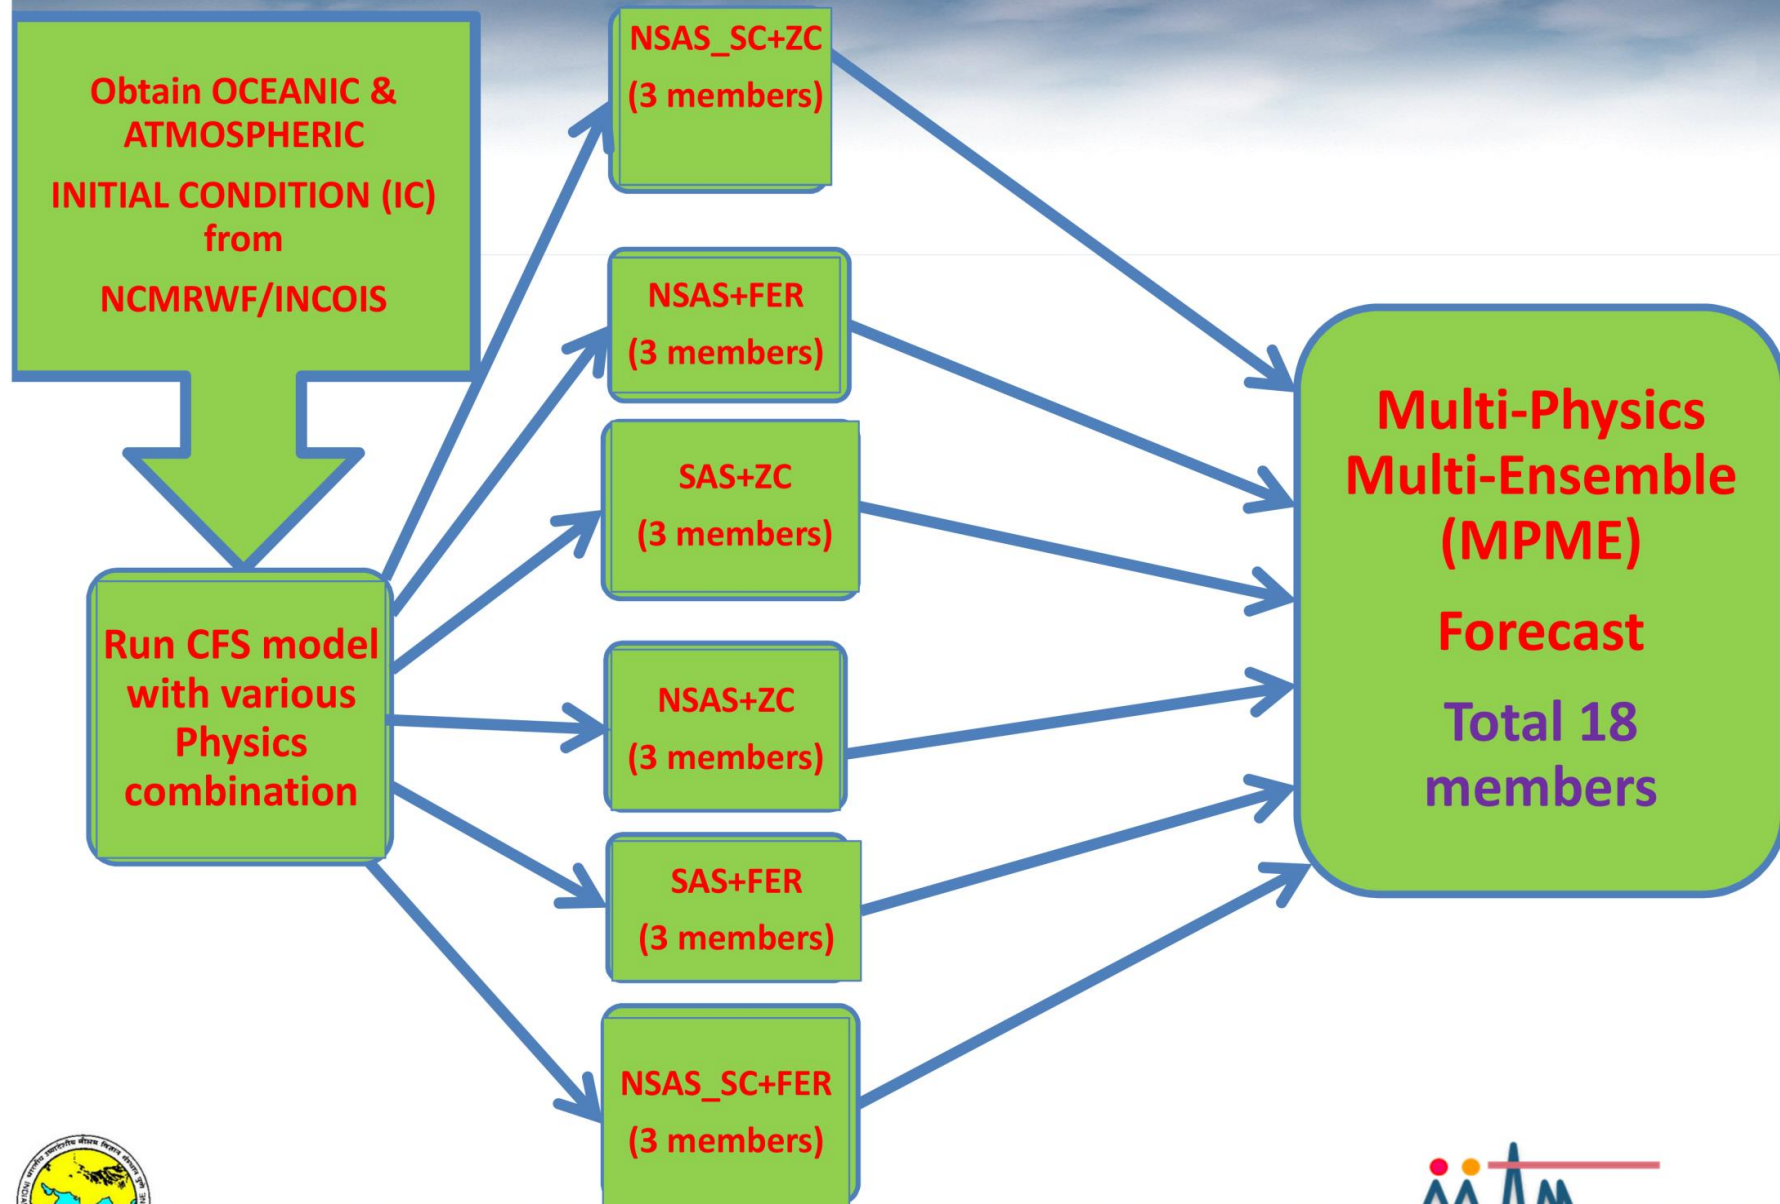 Obtain OCEANIC &
ATMOSPHERIC
INITIAL CONDITION (IC)
from
NCMRWF/INCOIS
Run CFS model
with various
Physics
combination
NSAS_SC+ZC
(3 members)
NSAS+FER
(3 members)
SAS+ZC
(3 members)
NSAS+ZC
(3 members)
SAS+FER
(3 members)
NSAS_SC+FER
(3 members)
Multi-Physics
Multi-Ensemble
(MPME)
Forecast
Total 18
members